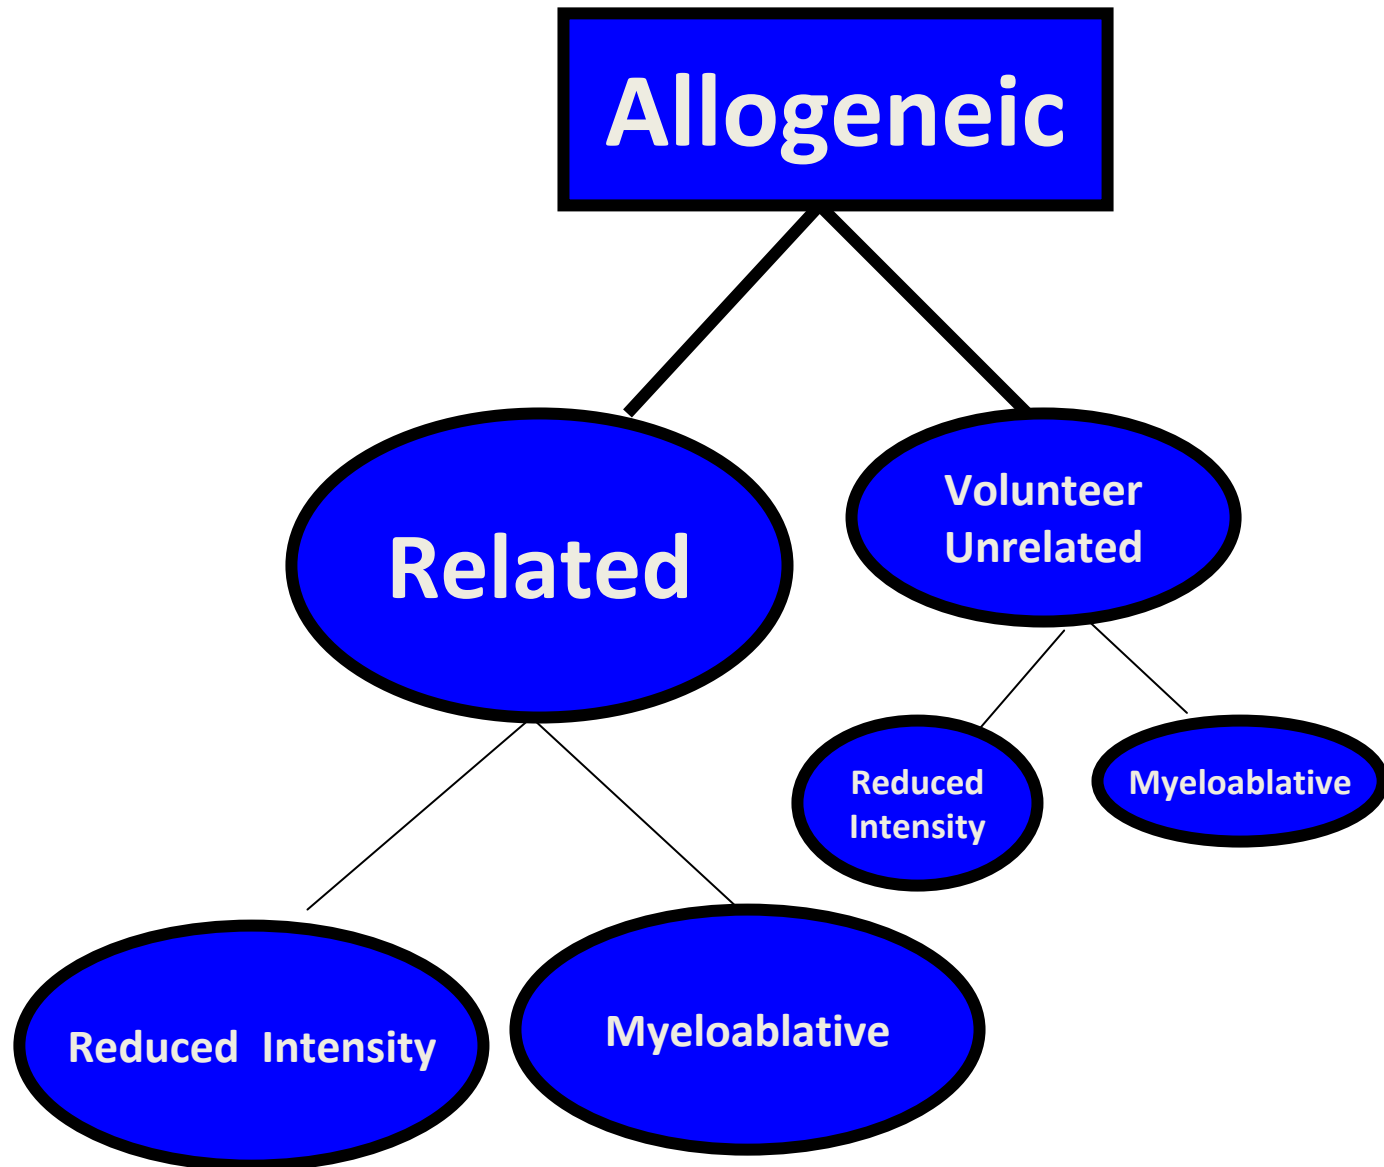 Allogeneic
Related
Volunteer
Unrelated
Reduced
Intensity
Myeloablative
Reduced  Intensity
Myeloablative